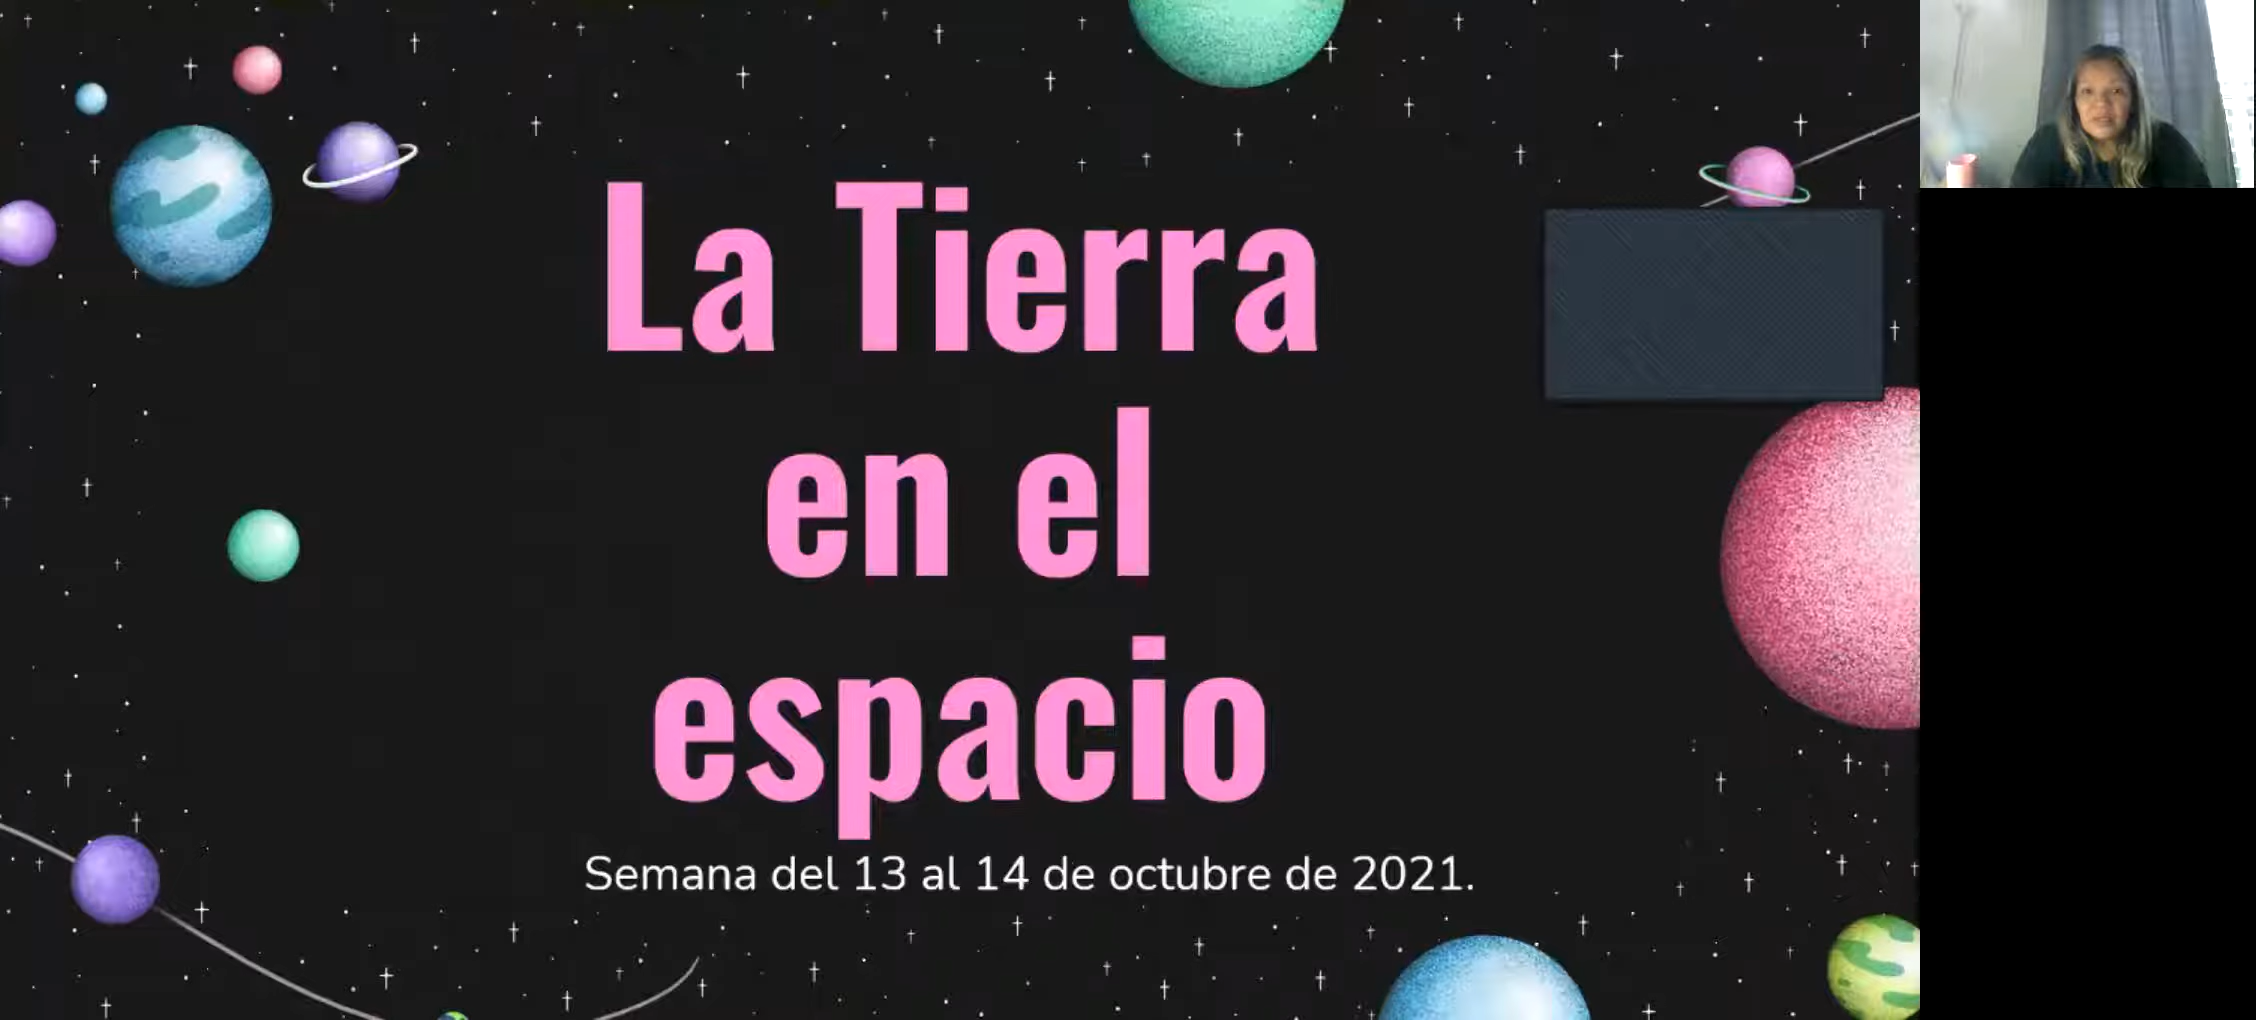 La Tierra
en el
espacio
Semana del 13 al 14 de octubre de 2021.